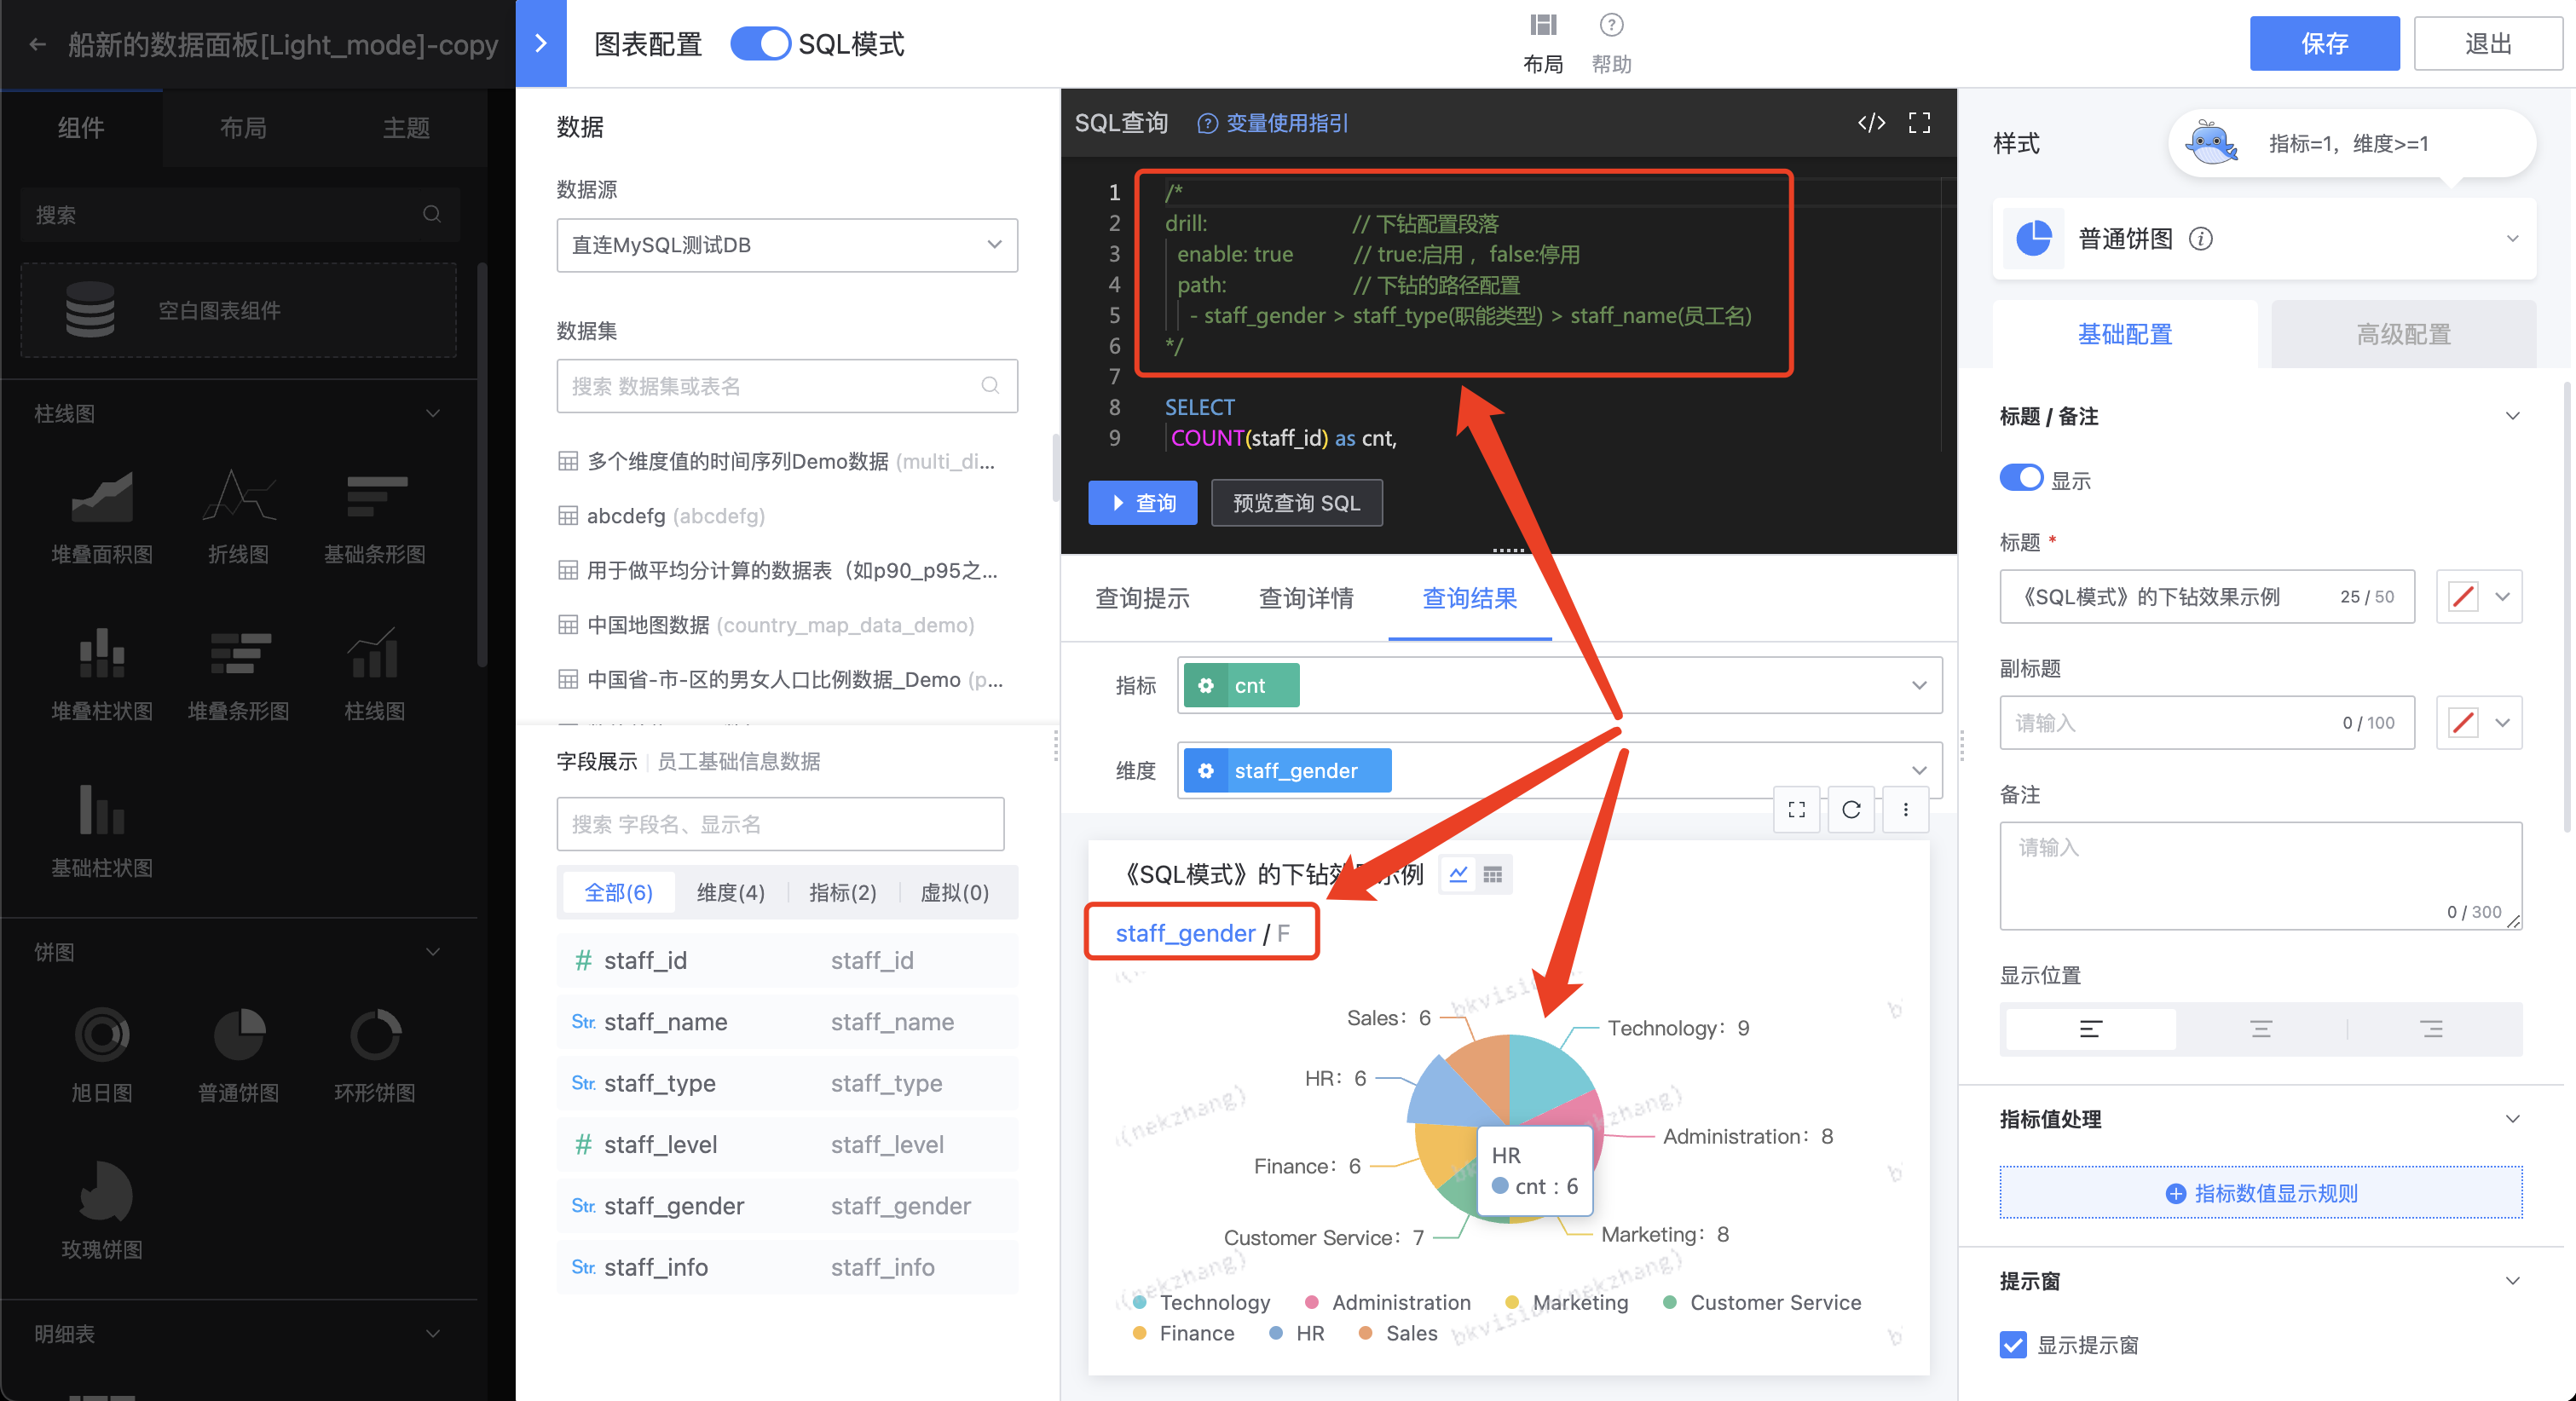 船新的数据面板[Light_mode]-copy
图表配置
SQL模式
布局
帮助
保存
退出
组件
布局
主题
搜索
空白图表组件
柱线图
堆叠面积图
折线图
基础条形图
堆叠柱状图
堆叠条形图
柱线图
基础柱状图
饼图
旭日图
普通饼图
环形饼图
玫瑰饼图
明细表
数据
数据源
直连MySQL测试DB
数据集
搜索 数据集或表名
多个维度值的时间序列Demo数据 (multi_di...
abcdefg (abcdefg)
用于做平均分计算的数据表（如p90_p95之...
中国地图数据 (country_map_data_demo)
中国省-市-区的男女人口比例数据_Demo (p...
字段展示
员工基础信息数据
搜索 字段名、显示名
全部(6)
维度(4)
指标(2)
虚拟(0)
# staff_id staff_id
Str. staff_name staff_name
Str. staff_type staff_type
# staff_level staff_level
Str. staff_gender staff_gender
Str. staff_info staff_info
SQL查询
变量使用指引
1 /*
2 drill: // 下钻配置段落
3 enable: true // true:启用 ，false:停用
4 path: // 下钻的路径配置
5 - staff_gender > staff_type(职能类型) > staff_name(员工名)
6 */
7
8 SELECT
9 COUNT(staff_id) as cnt,
查询
预览查询 SQL
查询提示
查询详情
查询结果
指标
cnt
维度
staff_gender
《SQL模式》的下钻效果示例
staff_gender / F
Sales：6
Technology：9
HR：6
Administration：8
Finance：6
HR
cnt : 6
Customer Service：7
Marketing：8
Technology
Administration
Marketing
Customer Service
Finance
HR
Sales
样式
指标=1，维度>=1
普通饼图
基础配置
高级配置
标题 / 备注
显示
标题 *
《SQL模式》的下钻效果示例
25 / 50
副标题
请输入
0 / 100
备注
请输入
0 / 300
显示位置
指标值处理
指标数值显示规则
提示窗
显示提示窗